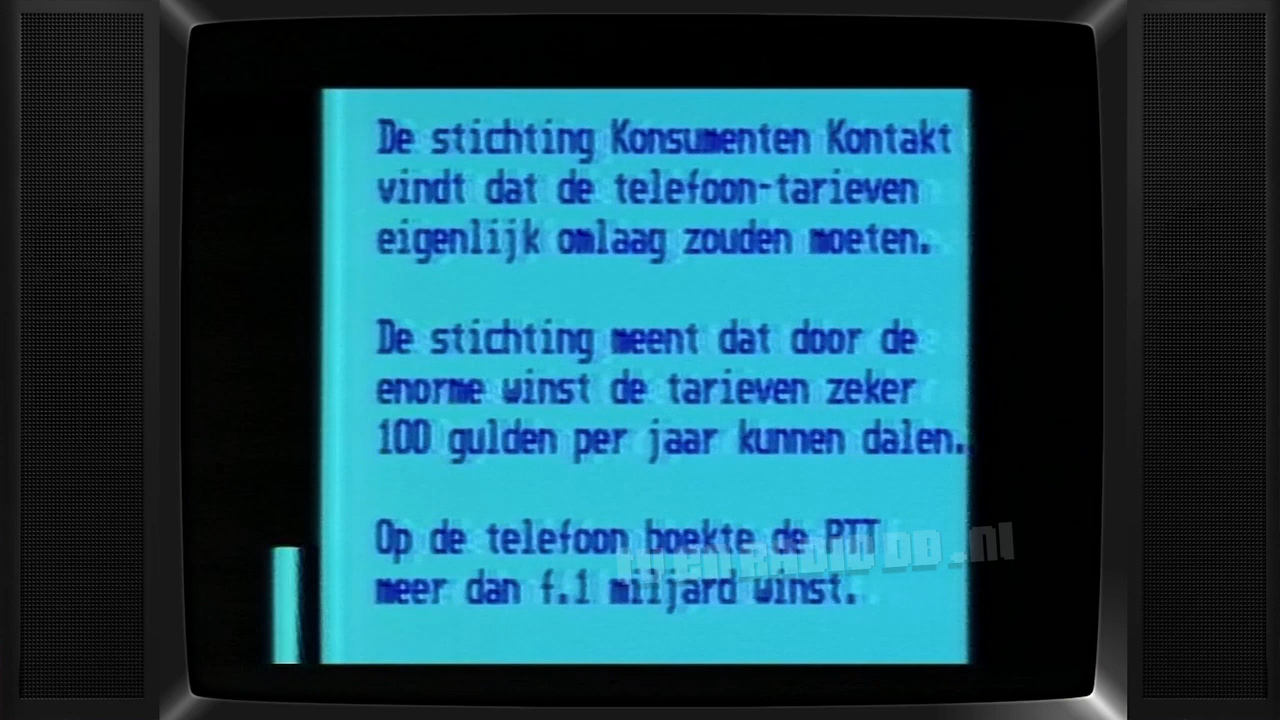 De stichting Konsumenten Kontakt
vindt dat de telefoon-tarieven
eigenlijk omlaag zouden moeten.
De stichting meent dat door de
enorme winst de tarieven zeker
100 gulden per jaar kunnen dalen.
Op de telefoon boekte de PTT
meer dan f.1 miljard winst.